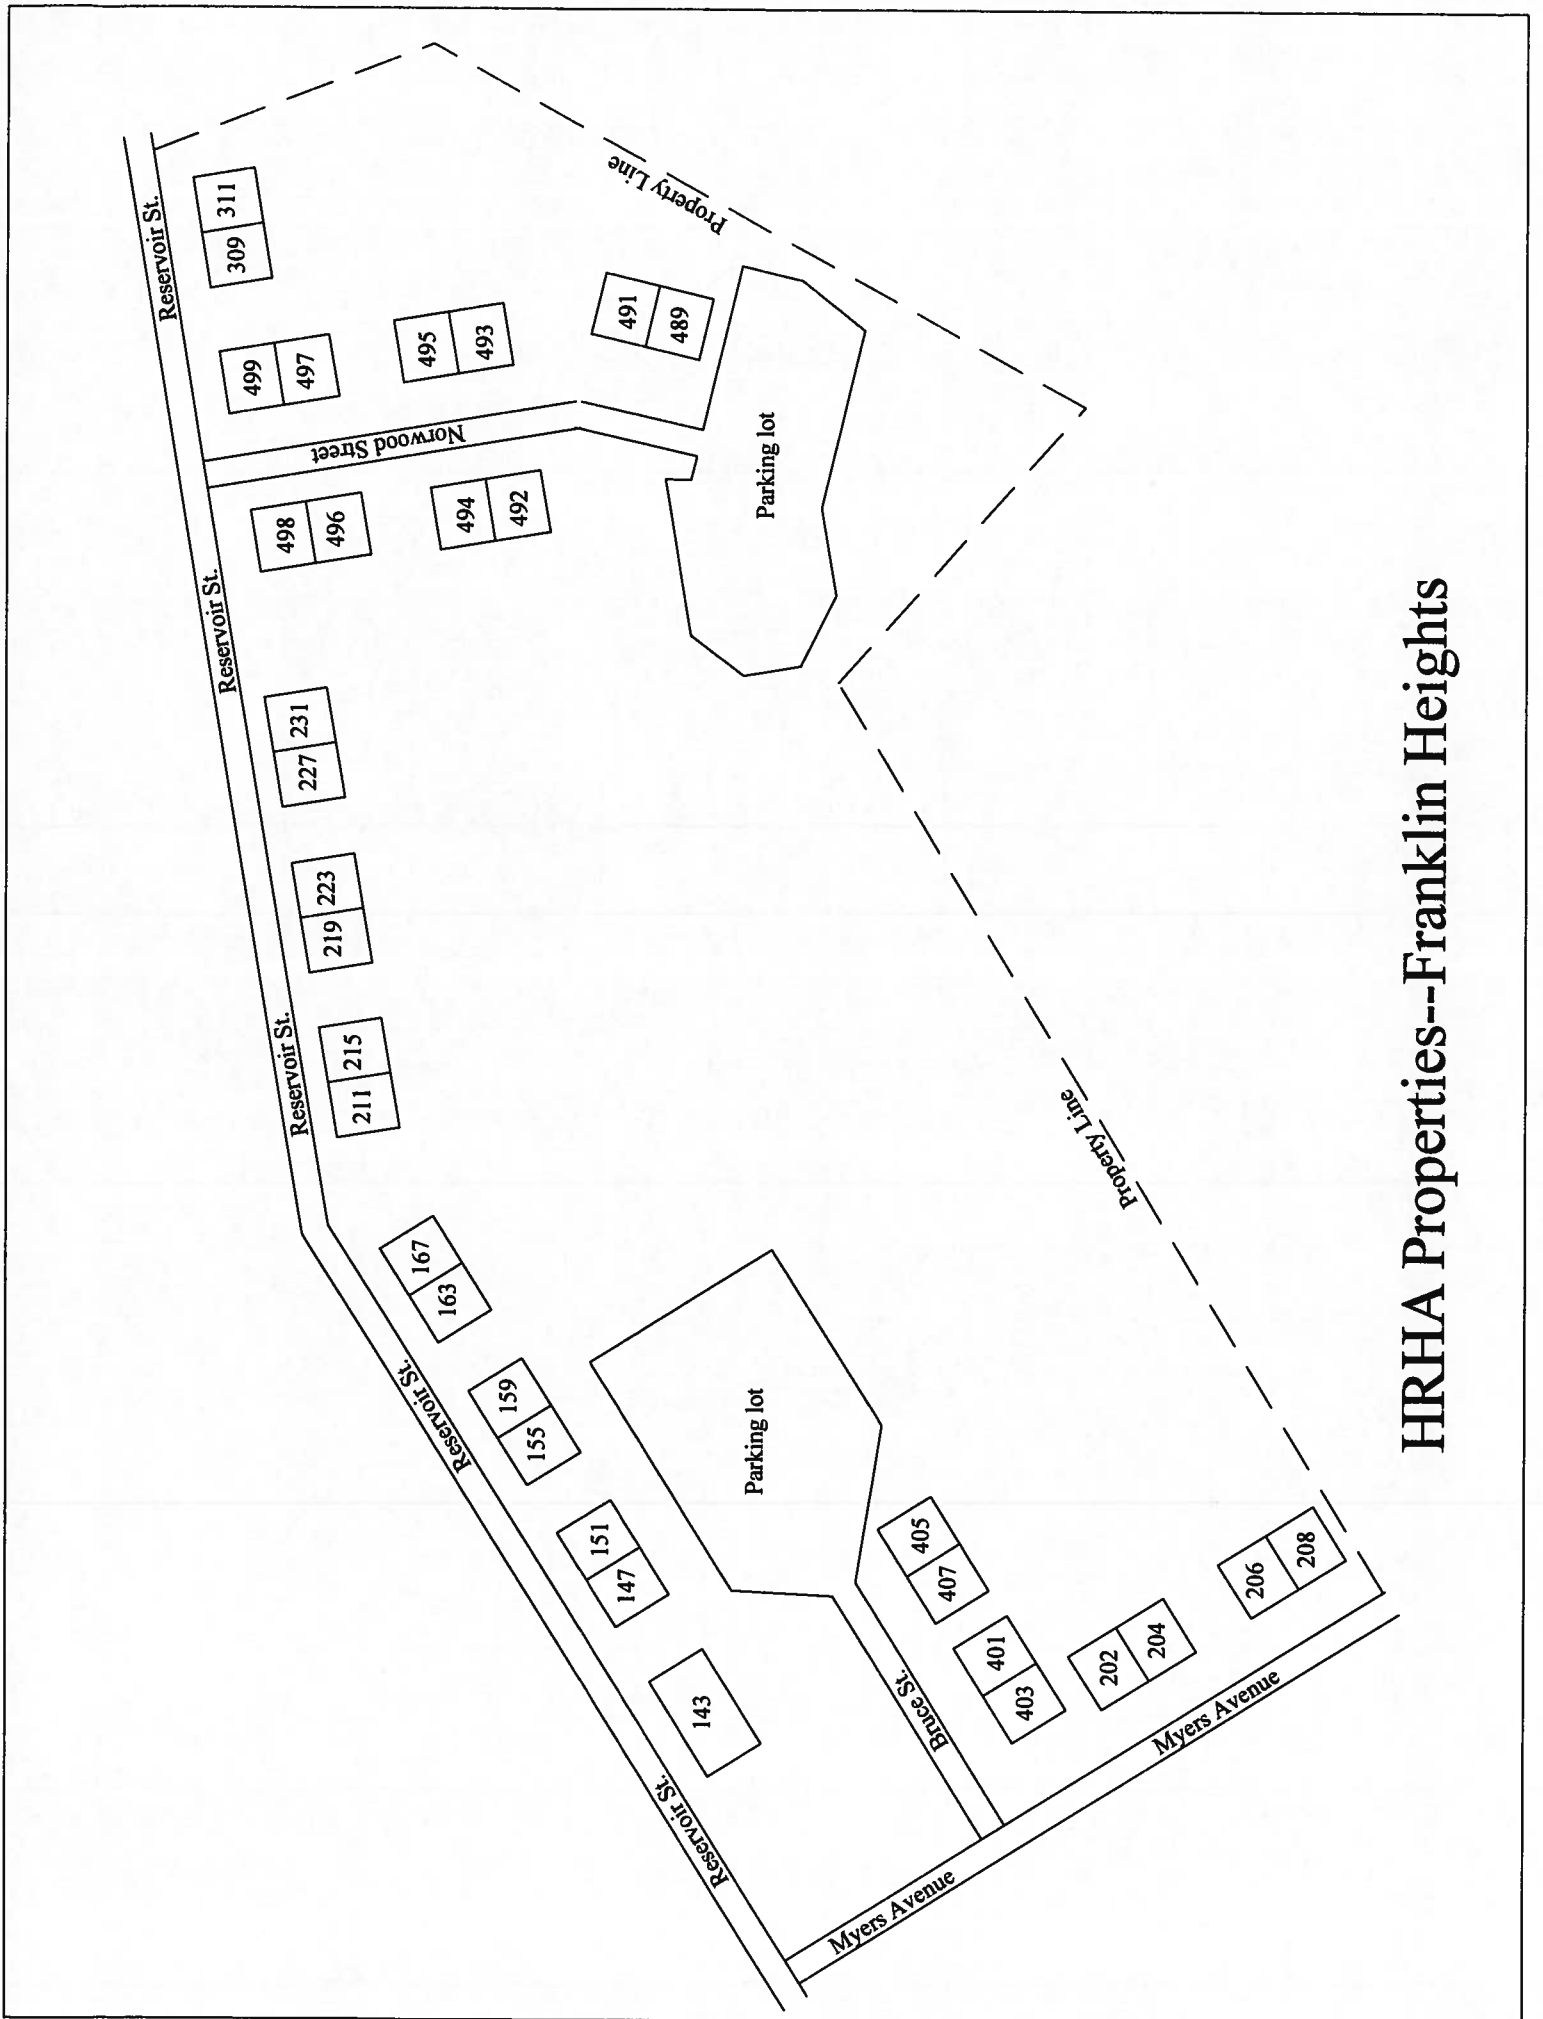 Reservoir St.
311
309
Property Line
499
497
495
493
491
489
Norwood Street
Parking lot
498
496
494
492
Reservoir St.
231
227
223
219
Reservoir St.
215
211
Property Line
167
163
Reservoir St.
159
155
151
147
Parking lot
143
405
407
401
403
Bruce St.
202
204
206
208
Reservoir St.
Myers Avenue
Myers Avenue
HRHA Properties--Franklin Heights